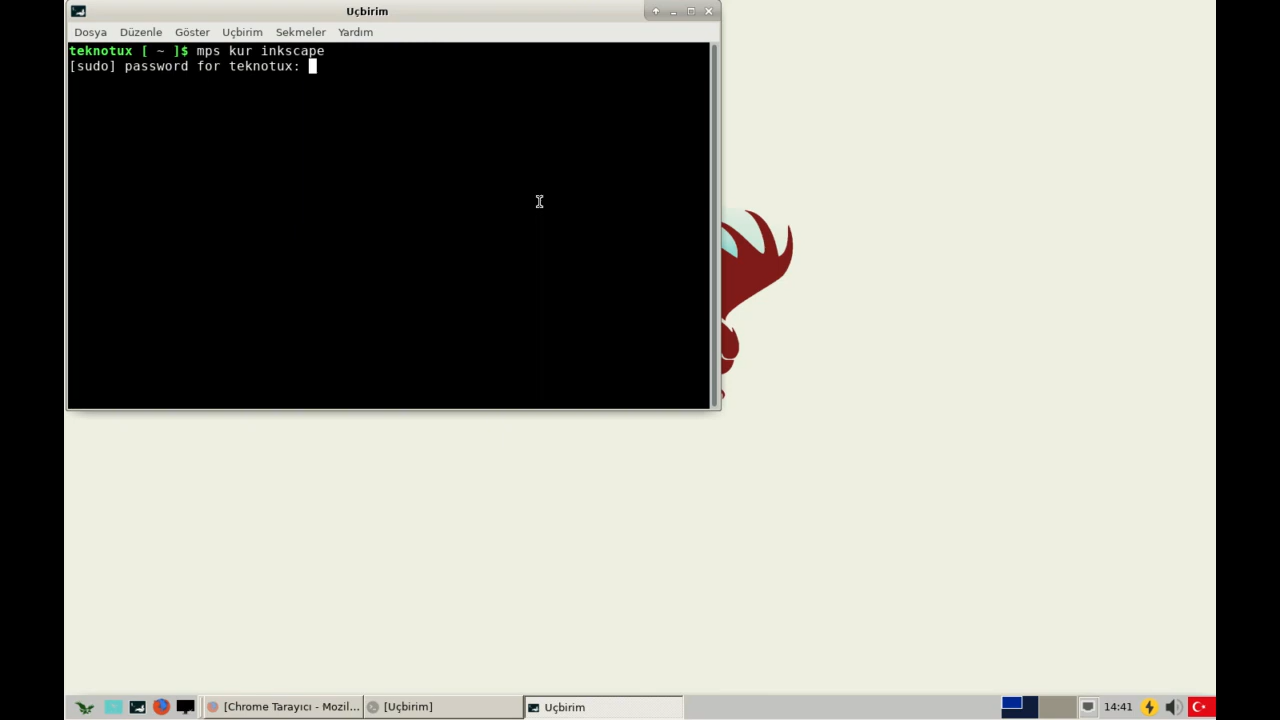 Uçbirim
Dosya Düzenle Göster Uçbirim Sekmeler Yardım
teknotux [ ~ ]$ mps kur inkscape
[sudo] password for teknotux:
[Chrome Tarayıcı - Mozil... [Uçbirim] Uçbirim 14:41